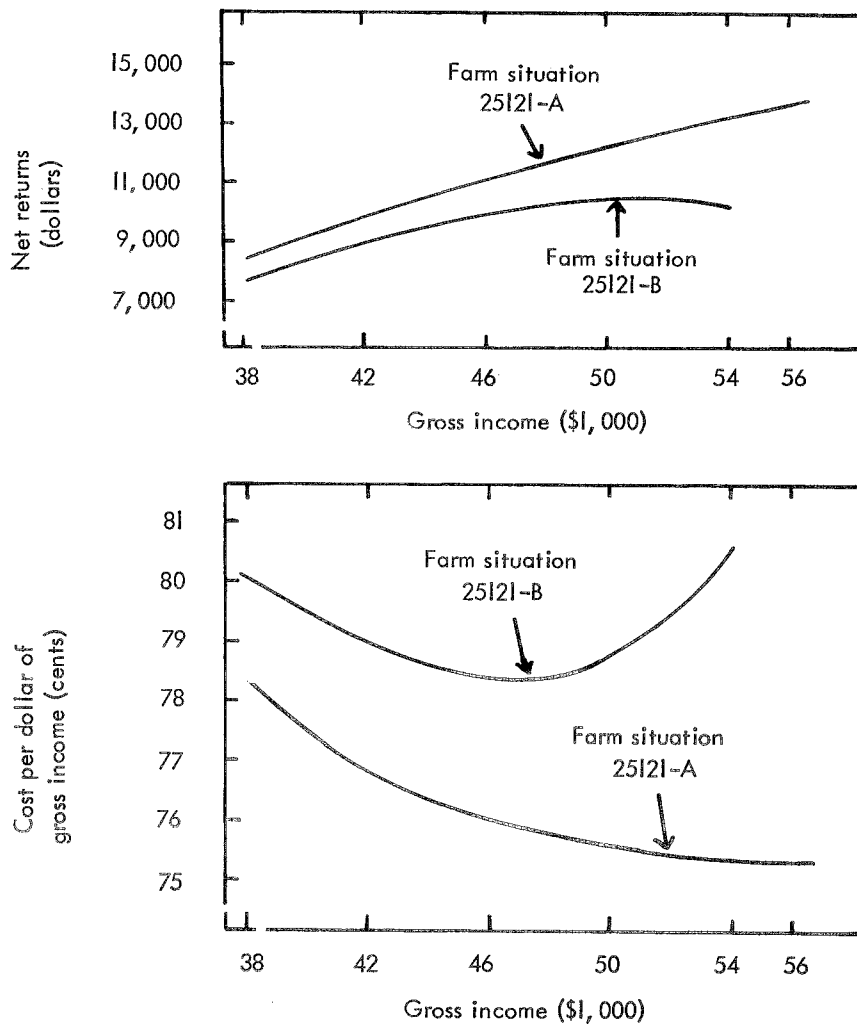 Net returns
(dollars)
15,000
13,000
11,000
9,000
7,000
Farm situation
25121-A
Farm situation
25121-B
38 42 46 50 54 56
Gross income ($1,000)
Cost per dollar of
gross income (cents)
81
80
79
78
77
76
75
Farm situation
25121-B
Farm situation
25121-A
38 42 46 50 54 56
Gross income ($1,000)